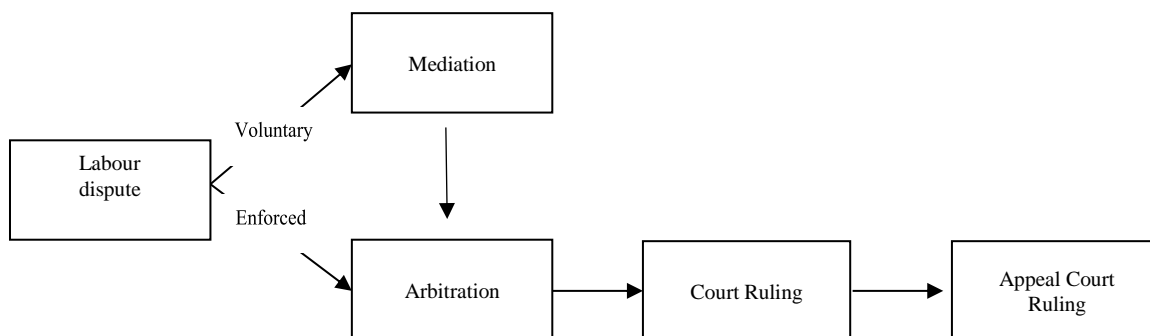 Mediation
Voluntary
Labour
dispute
Enforced
Arbitration
Court Ruling
Appeal Court
Ruling